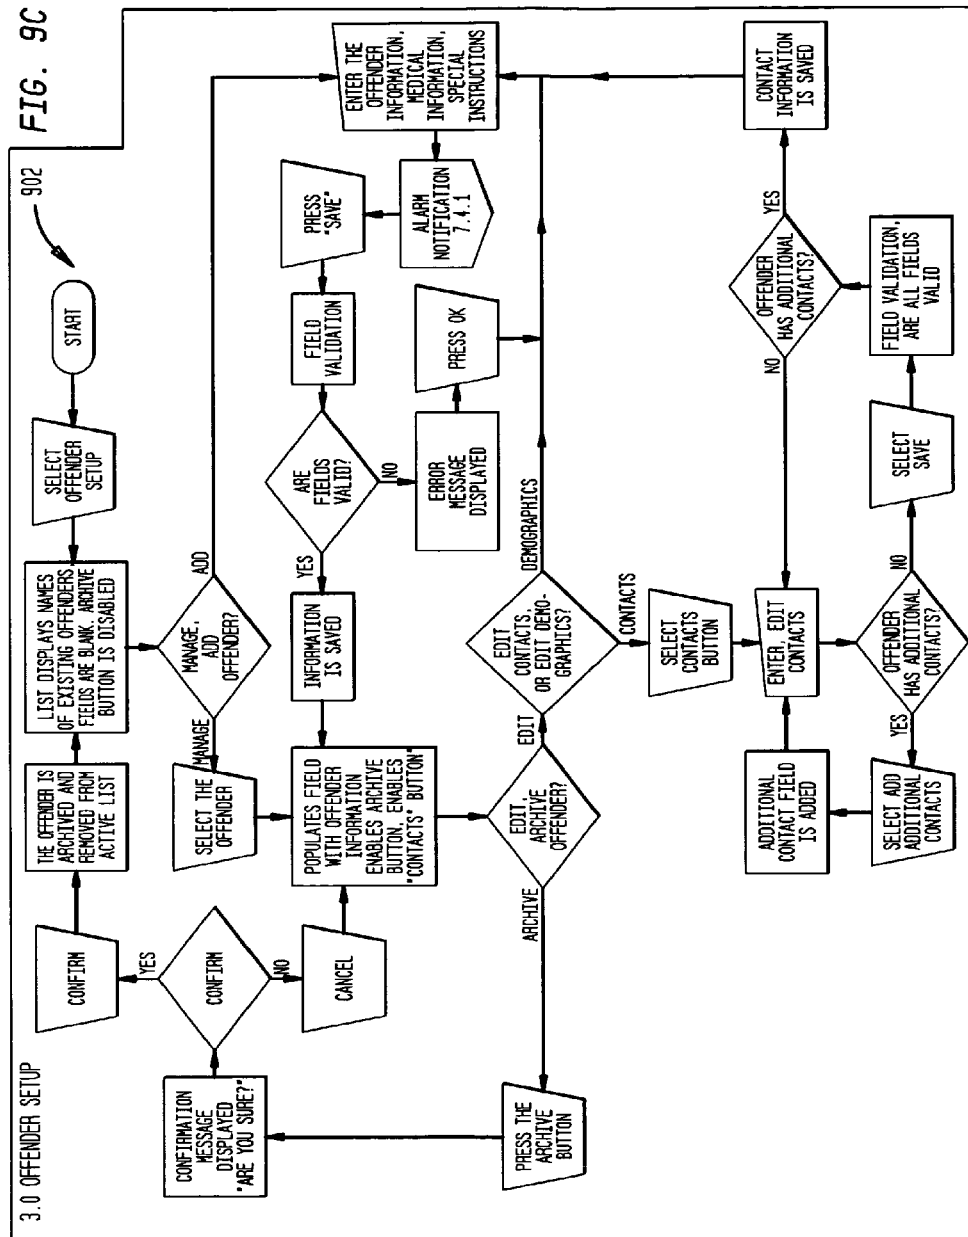 FIG. 9C
3.0 OFFENDER SETUP
902
START
SELECT
OFFENDER
SETUP
LIST DISPLAYS NAMES
OF EXISTING OFFENDERS
FIELDS ARE BLANK. ARCHIVE
BUTTON IS DISABLED
THE OFFENDER IS
ARCHIVED AND
REMOVED FROM
ACTIVE LIST
CONFIRM
YES
CONFIRM
NO
CANCEL
CONFIRMATION
MESSAGE
DISPLAYED
"ARE YOU SURE?"
MANAGE,
ADD
OFFENDER?
ADD
MANAGE
SELECT THE
OFFENDER
ENTER THE
OFFENDER
INFORMATION,
MEDICAL
INFORMATION,
SPECIAL
INSTRUCTIONS
ALARM
NOTIFICATION
7.4.1
PRESS
"SAVE"
FIELD
VALIDATION
ARE
FIELDS
VALID?
YES
NO
ERROR
MESSAGE
DISPLAYED
PRESS OK
INFORMATION
IS SAVED
POPULATES FIELD
WITH OFFENDER
INFORMATION
ENABLES ARCHIVE
BUTTON, ENABLES
"CONTACTS" BUTTON"
EDIT,
ARCHIVE
OFFENDER?
EDIT
ARCHIVE
PRESS THE
ARCHIVE
BUTTON
EDIT
CONTACTS,
OR EDIT DEMO-
GRAPHICS?
DEMOGRAPHICS
CONTACTS
SELECT
CONTACTS
BUTTON
ENTER, EDIT
CONTACTS
OFFENDER
HAS ADDITIONAL
CONTACTS?
YES
NO
SELECT ADD
ADDITIONAL
CONTACTS
ADDITIONAL
CONTACT FIELD
IS ADDED
SELECT
SAVE
FIELD VALIDATION,
ARE ALL FIELDS
VALID
OFFENDER
HAS ADDITIONAL
CONTACTS?
NO
YES
CONTACT
INFORMATION
IS SAVED